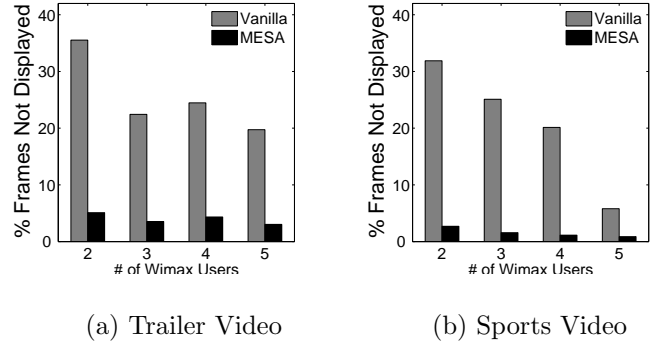 % Frames Not Displayed
40
30
20
10
0
Vanilla
MESA
2 3 4 5
# of Wimax Users
(a) Trailer Video
% Frames Not Displayed
40
30
20
10
0
Vanilla
MESA
2 3 4 5
# of Wimax Users
(b) Sports Video